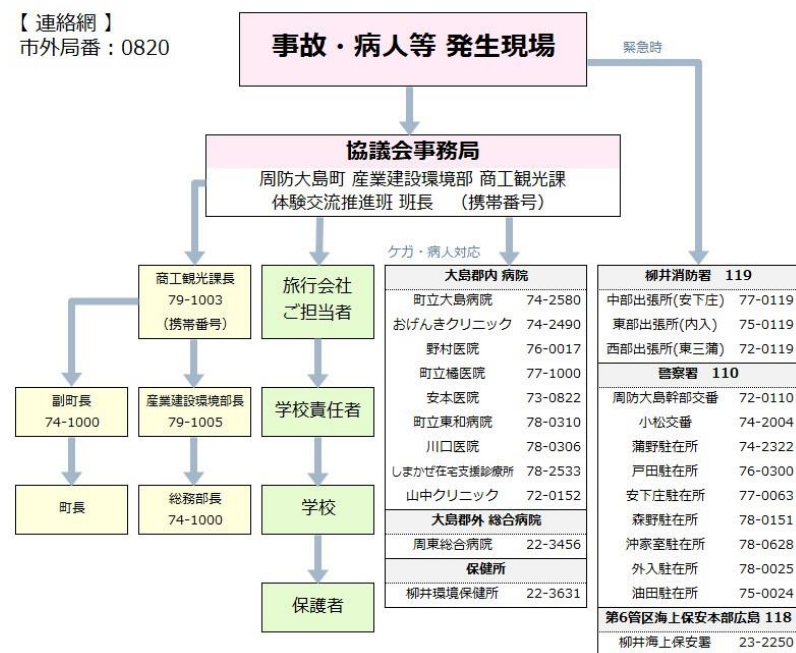 【 連絡網 】
市外局番：0820
事故・病人等 発生現場
緊急時
協議会事務局
周防大島町 産業建設環境部 商工観光課
体験交流推進班 班長　（携帯番号）
ケガ・病人対応
商工観光課長
79-1003
（携帯番号）
副町長
74-1000
産業建設環境部長
79-1005
町長
総務部長
74-1000
旅行会社
ご担当者
学校責任者
学校
保護者
大島郡内 病院
町立大島病院 74-2580
おげんきクリニック 74-2490
野村医院 76-0017
町立橘医院 77-1000
安本医院 73-0822
町立東和病院 78-0310
川口医院 78-0306
しまかぜ在宅支援診療所 78-2533
山中クリニック 72-0152
大島郡外 総合病院
周東総合病院 22-3456
保健所
柳井環境保健所 22-3631
柳井消防署 119
中部出張所(安下庄) 77-0119
東部出張所(内入) 75-0119
西部出張所(東三蒲) 72-0119
警察署 110
周防大島幹部交番 72-0110
小松交番 74-2004
蒲野駐在所 74-2322
戸田駐在所 76-0300
安下庄駐在所 77-0063
森野駐在所 78-0151
沖家室駐在所 78-0628
外入駐在所 78-0025
油田駐在所 75-0024
第6管区海上保安本部広島 118
柳井海上保安署 23-2250